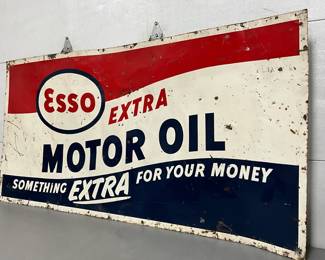 Esso EXTRA
MOTOR OIL
SOMETHING EXTRA FOR YOUR MONEY